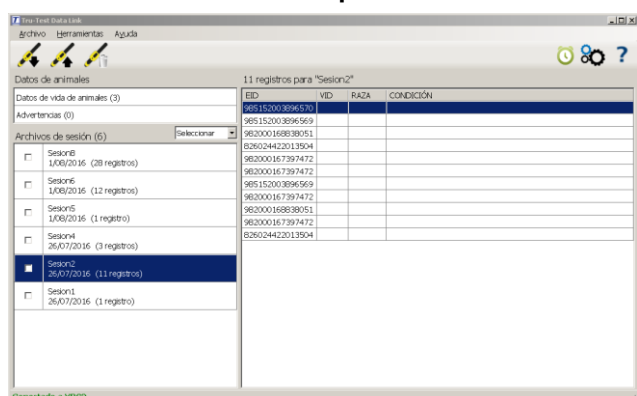 Tru-Test Data Link
Archivo Herramientas Ayuda
Datos de animales
Datos de vida de animales (3)
Advertencias (0)
Archivos de sesión (6) Seleccionar
Sesion8
1/08/2016 (28 registros)
Sesion6
1/08/2016 (12 registros)
Sesion5
1/08/2016 (1 registro)
Sesion4
26/07/2016 (3 registros)
Sesion2
26/07/2016 (11 registros)
Sesion1
26/07/2016 (1 registro)
11 registros para "Sesion2"
EID VID RAZA CONDICIÓN
985152003896570
985152003896569
982000168838051
826024422013504
982000167397472
982000167397472
985152003896569
982000167397472
982000168838051
982000167397472
826024422013504